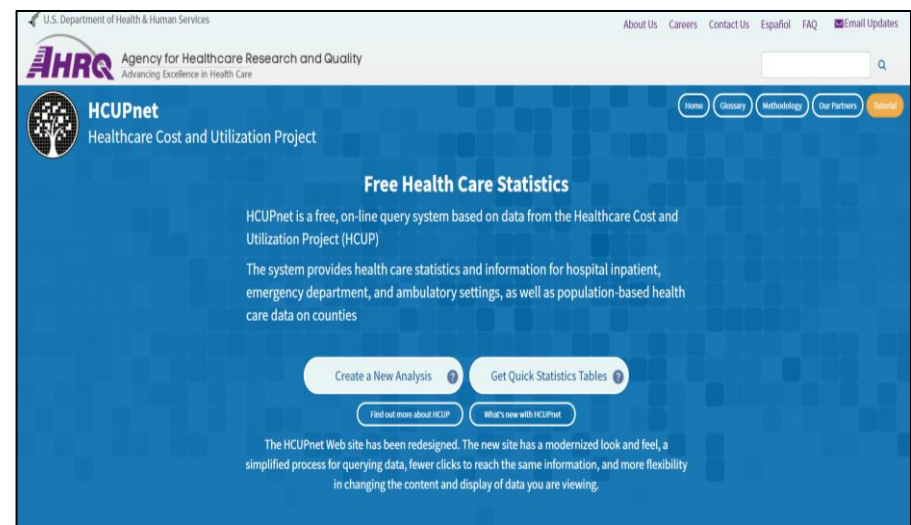 U.S. Department of Health & Human Services
About Us Careers Contact Us Español FAQ Email Updates
AHRQ Agency for Healthcare Research and Quality
Advancing Excellence in Health Care
HCUPnet
Healthcare Cost and Utilization Project
Home Glossary Methodology Our Partners Tutorial
Free Health Care Statistics
HCUPnet is a free, on-line query system based on data from the Healthcare Cost and
Utilization Project (HCUP)
The system provides health care statistics and information for hospital inpatient,
emergency department, and ambulatory settings, as well as population-based health
care data on counties
Create a New Analysis ? Get Quick Statistics Tables ?
Find out more about HCUP What's new with HCUPnet
The HCUPnet Web site has been redesigned. The new site has a modernized look and feel, a
simplified process for querying data, fewer clicks to reach the same information, and more flexibility
in changing the content and display of data you are viewing.